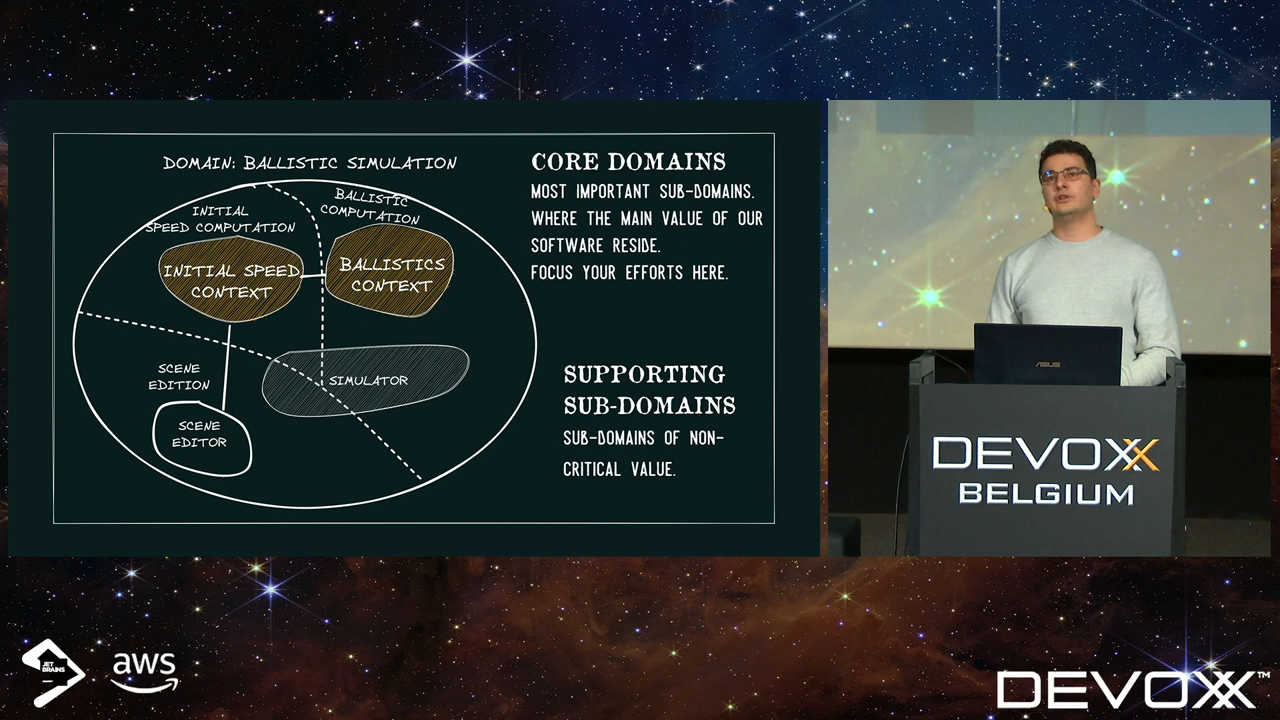 DOMAIN: BALLISTIC SIMULATION
INITIAL
SPEED COMPUTATION
BALLISTIC
COMPUTATION
INITIAL SPEED
CONTEXT
BALLISTICS
CONTEXT
SCENE
EDITION
SCENE
EDITOR
SIMULATOR
CORE DOMAINS
MOST IMPORTANT SUB-DOMAINS.
WHERE THE MAIN VALUE OF OUR
SOFTWARE RESIDE.
FOCUS YOUR EFFORTS HERE.
SUPPORTING
SUB-DOMAINS
SUB-DOMAINS OF NON-
CRITICAL VALUE.
ASUS
DEVOXX
BELGIUM
JET
BRAINS
aws
DEVOXX™